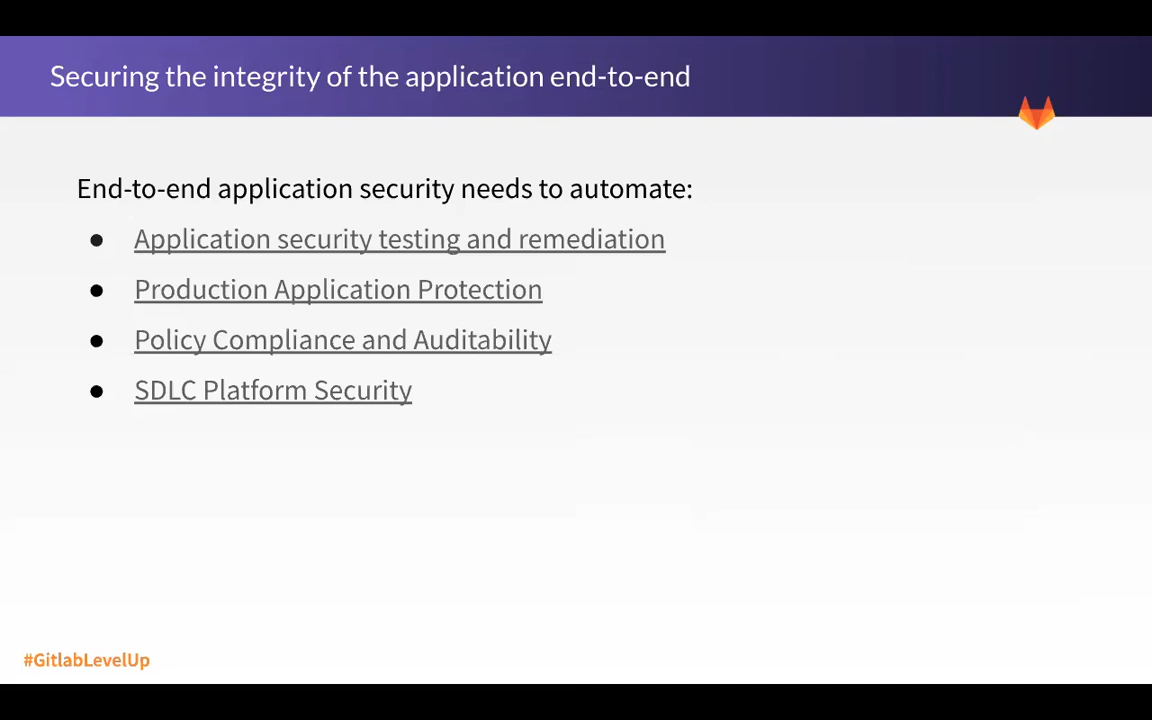 Securing the integrity of the application end-to-end
End-to-end application security needs to automate:
● Application security testing and remediation
● Production Application Protection
● Policy Compliance and Auditability
● SDLC Platform Security
#GitlabLevelUp